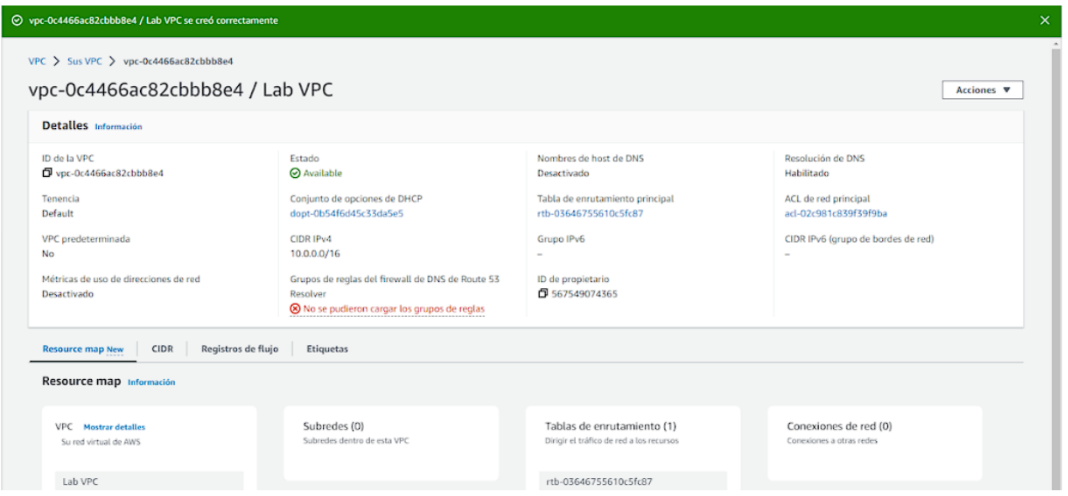 vpc-0c4466ac82cbbb8e4 / Lab VPC se creó correctamente
VPC > Sus VPC > vpc-0c4466ac82cbbb8e4
vpc-0c4466ac82cbbb8e4 / Lab VPC
Acciones
Detalles Información
ID de la VPC
vpc-0c4466ac82cbbb8e4
Estado
Available
Nombres de host de DNS
Desactivado
Resolución de DNS
Habilitado
Tenencia
Default
Conjunto de opciones de DHCP
dopt-0b54f6d45c33da5e5
Tabla de enrutamiento principal
rtb-03646755610c5fc87
ACL de red principal
acl-02c981c839f39f9ba
VPC predeterminada
No
CIDR IPv4
10.0.0.0/16
Grupo IPv6
–
CIDR IPv6 (grupo de bordes de red)
–
Métricas de uso de direcciones de red
Desactivado
Grupos de reglas del firewall de DNS de Route 53
Resolver
No se pudieron cargar los grupos de reglas
ID de propietario
567549074365
Resource map New
CIDR
Registros de flujo
Etiquetas
Resource map Información
VPC Mostrar detalles
Su red virtual de AWS
Lab VPC
Subredes (0)
Subredes dentro de esta VPC
Tablas de enrutamiento (1)
Dirigir el tráfico de red a los recursos
rtb-03646755610c5fc87
Conexiones de red (0)
Conexiones a otras redes